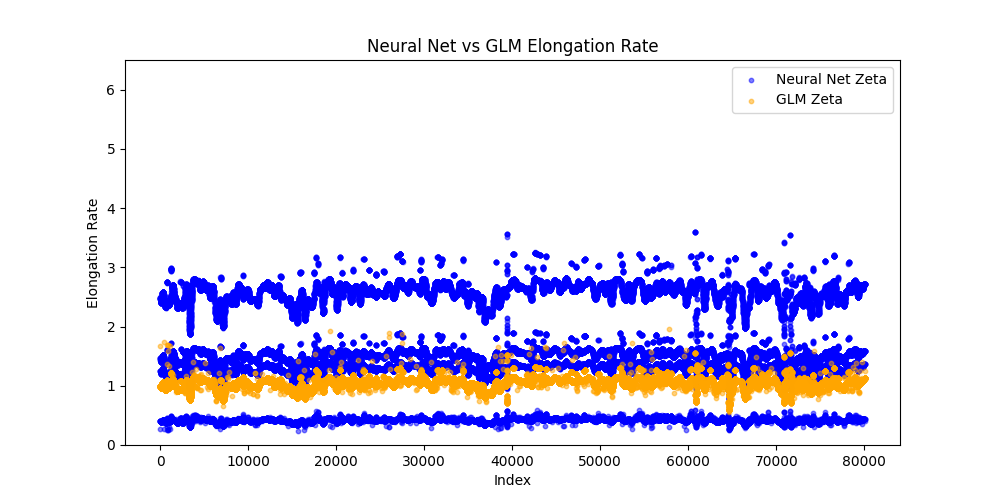 Neural Net vs GLM Elongation Rate
Neural Net Zeta
GLM Zeta
Elongation Rate
6
5
4
3
2
1
0
0 10000 20000 30000 40000 50000 60000 70000 80000
Index